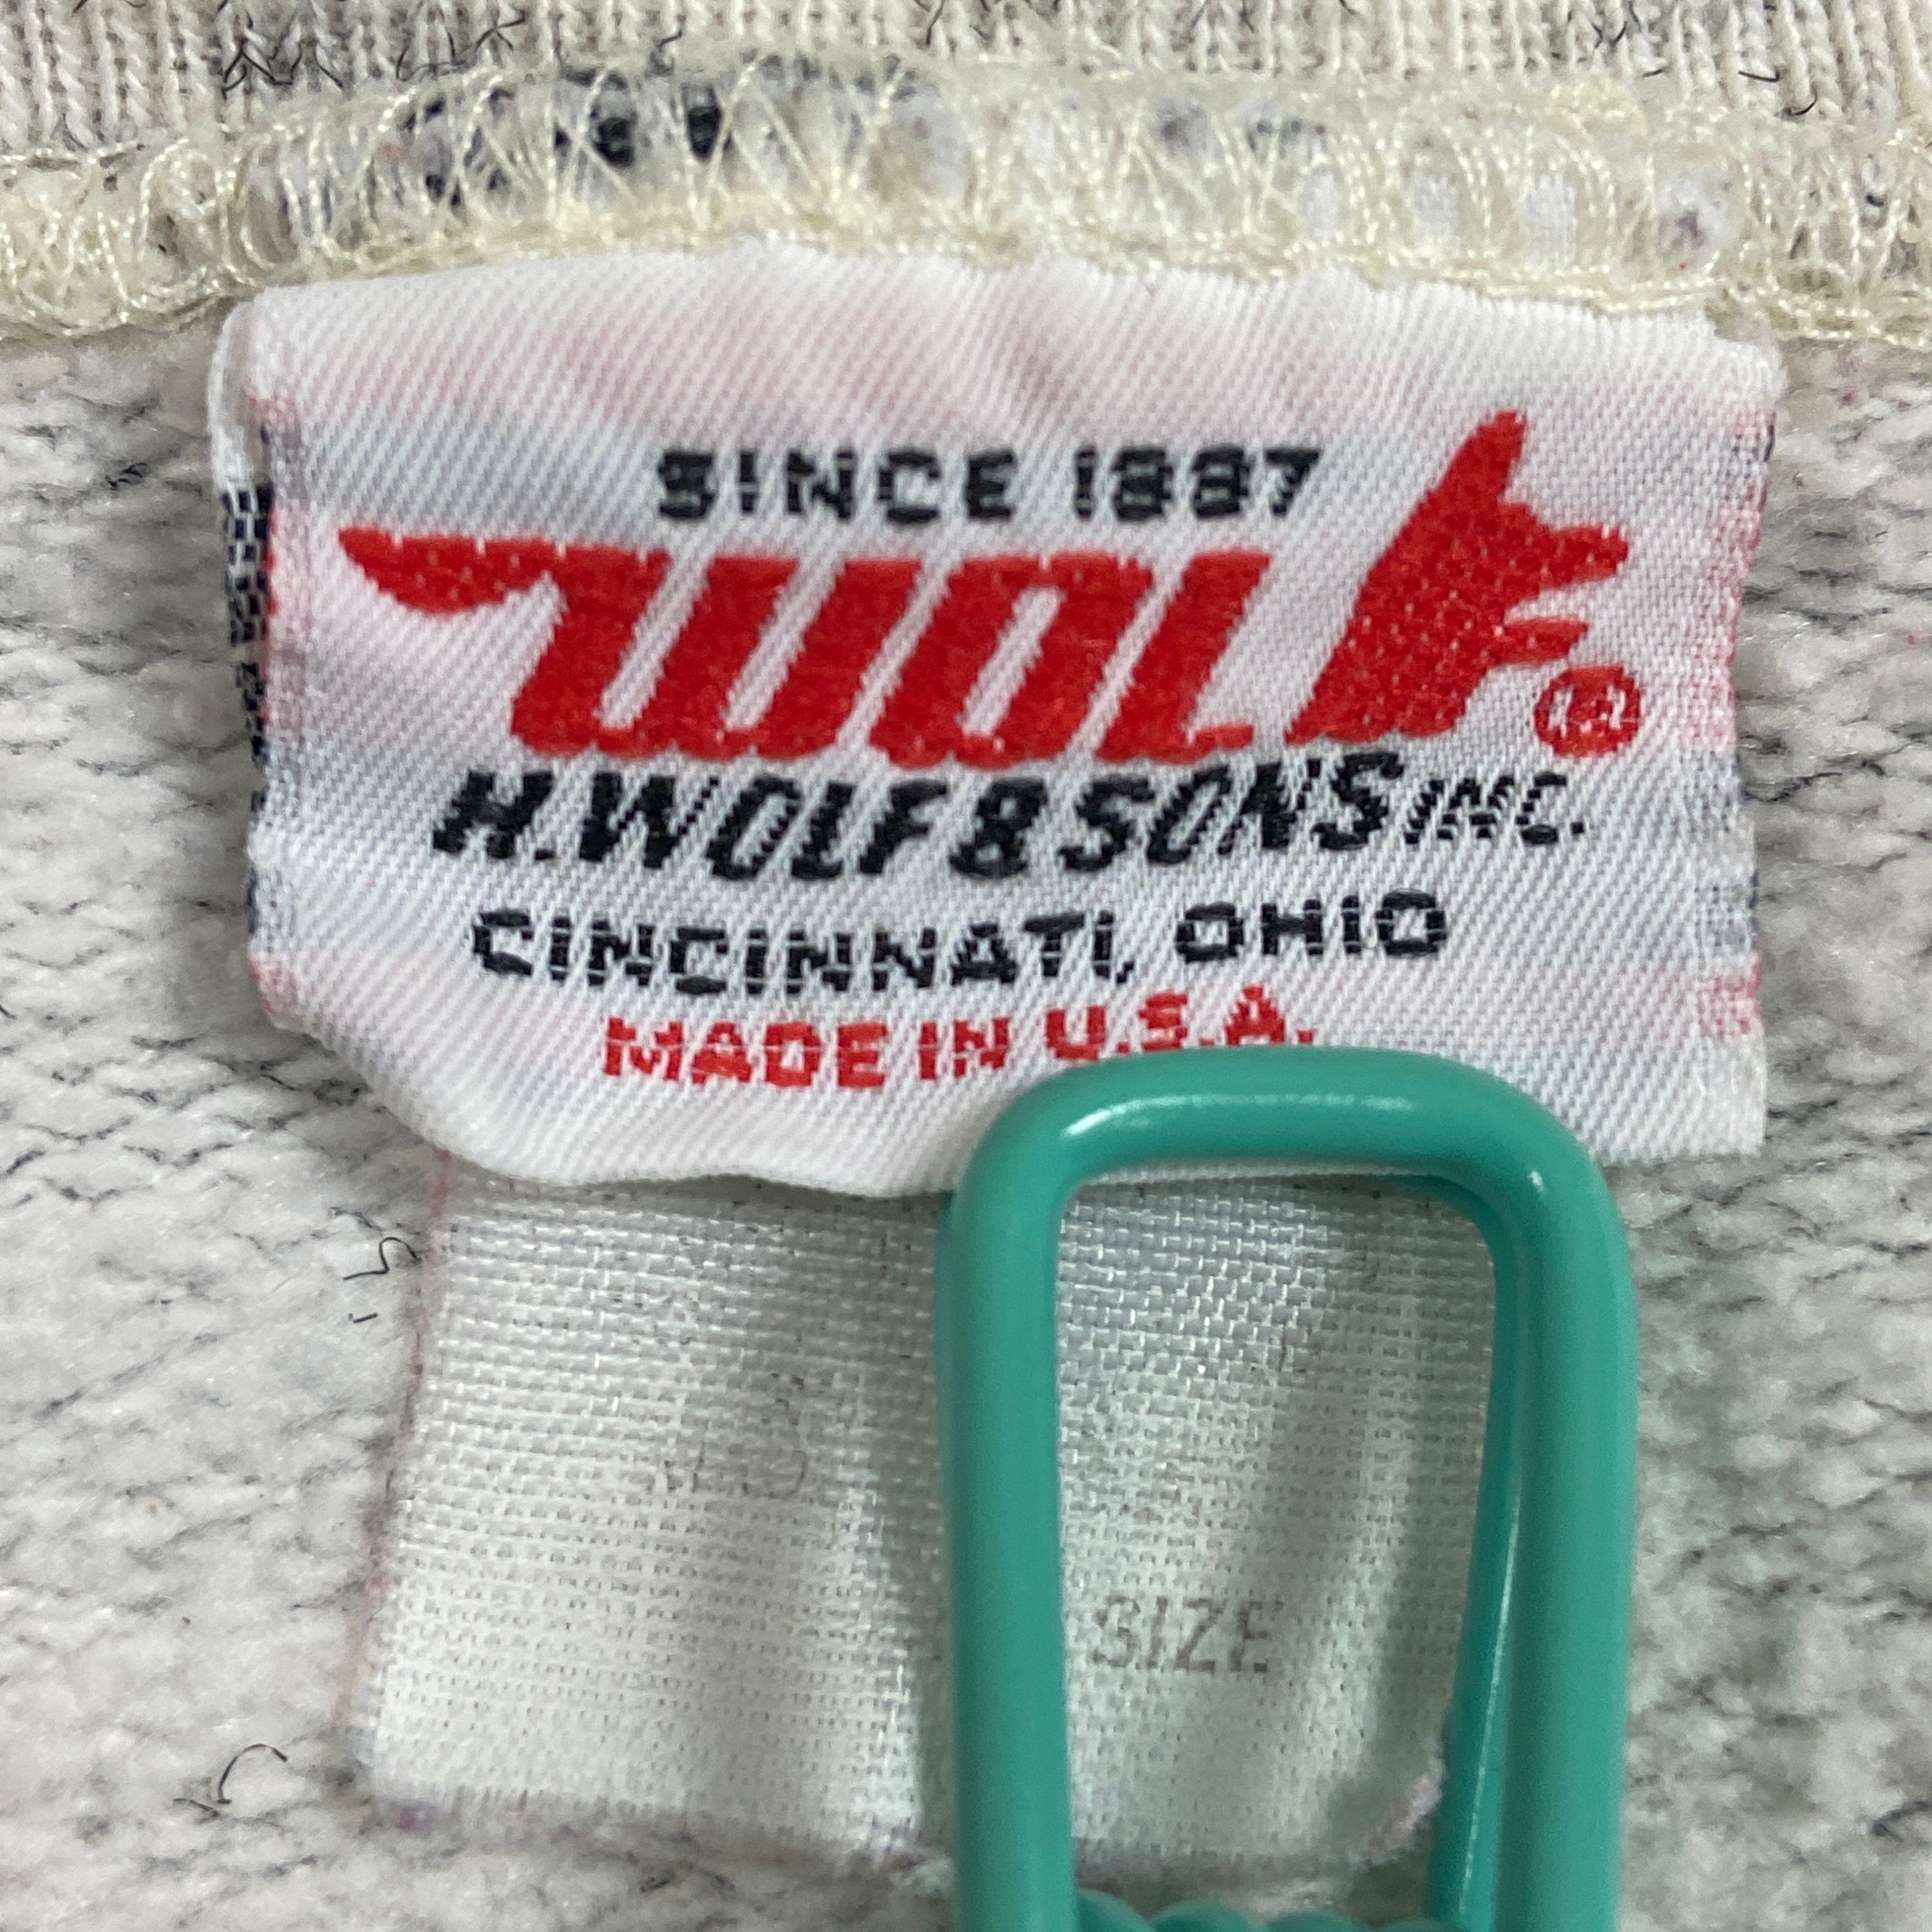 SINCE 1887
WOLF®
H.WOLF & SONS INC.
CINCINNATI, OHIO
MADE IN U.S.A.
SIZE